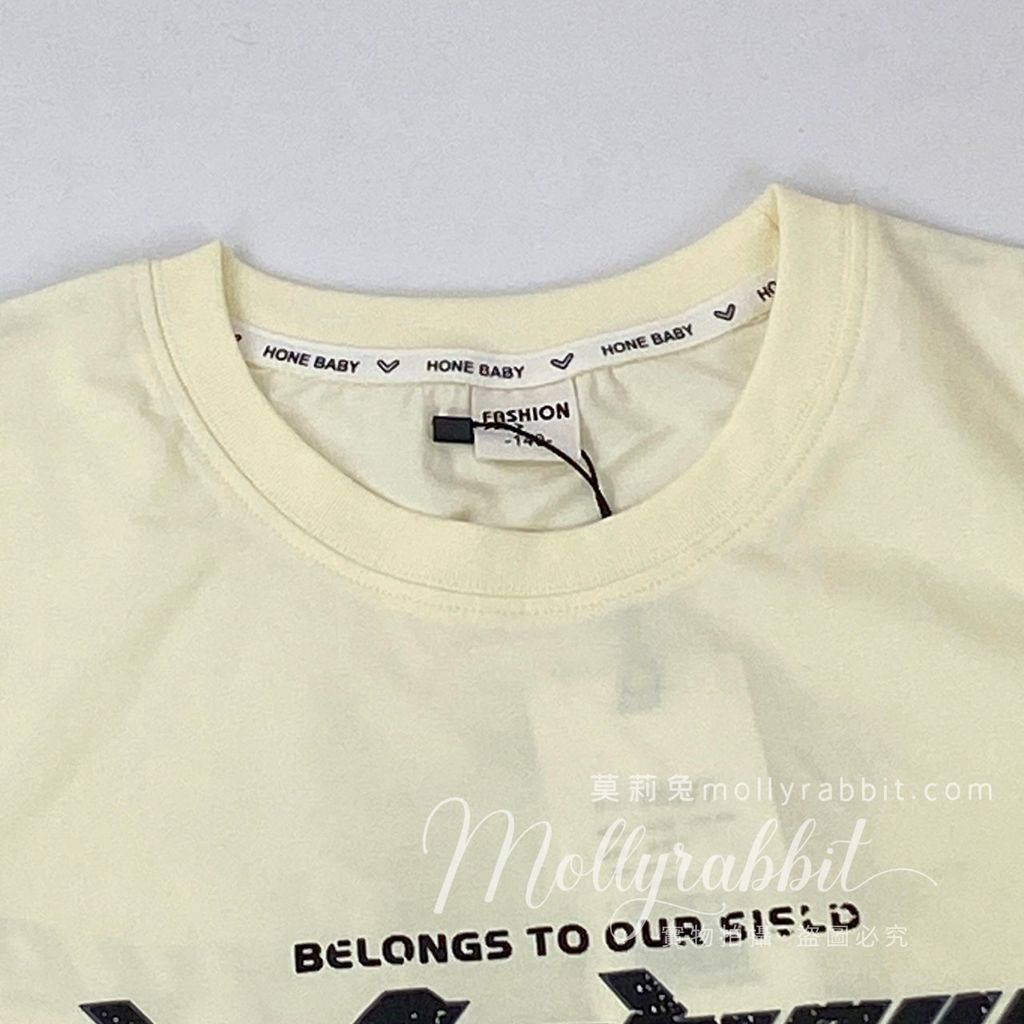 HONE BABY HONE BABY HONE BABY HO
FASHION
-140-
莫莉兔mollyrabbit.com
Mollyrabbit
BELONGS TO OUR
實物拍攝 盜圖必究